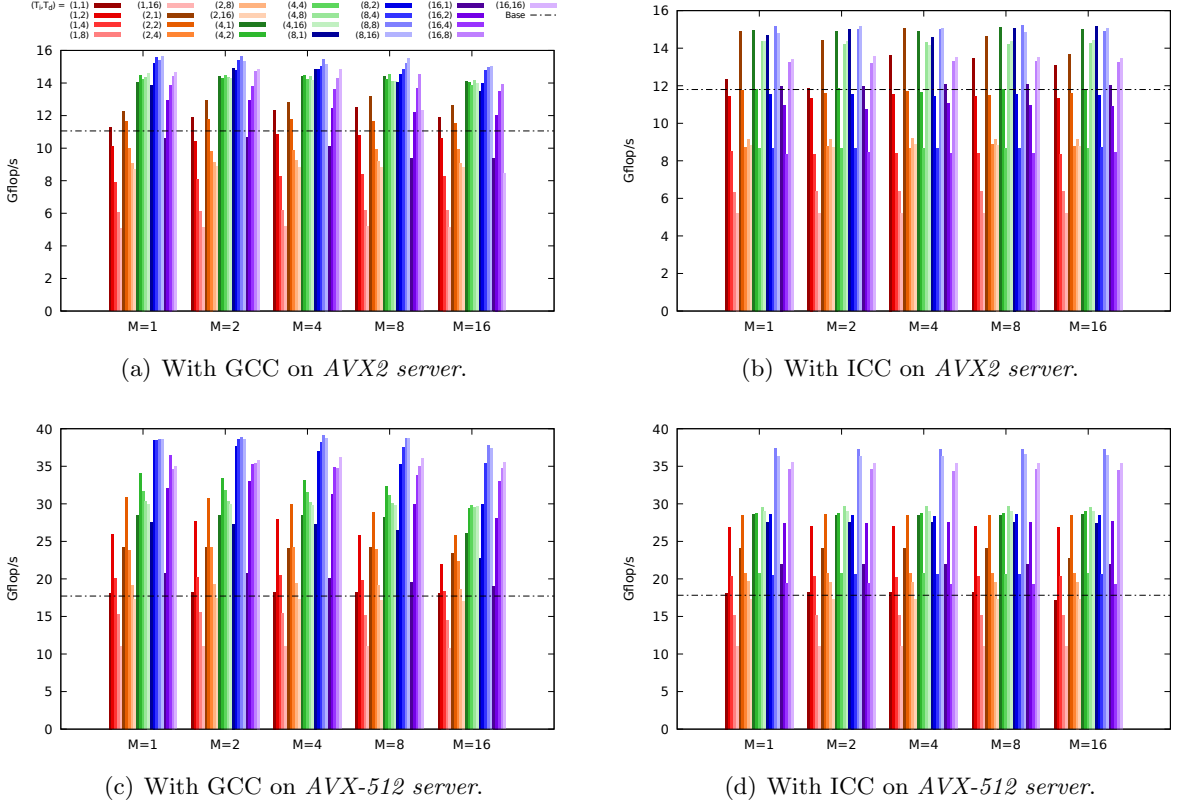 (Ti,Td) = (1,1) (1,16) (2,8) (4,4) (8,2) (16,1) (16,16)
(1,2) (2,1) (2,16) (4,8) (8,4) (16,2) Base
(1,4) (2,2) (4,1) (4,16) (8,8) (16,4)
(1,8) (2,4) (4,2) (8,1) (8,16) (16,8)
16
14
12
10
8
6
4
2
0
Gflop/s
M=1 M=2 M=4 M=8 M=16
(a) With GCC on AVX2 server.
16
14
12
10
8
6
4
2
0
Gflop/s
M=1 M=2 M=4 M=8 M=16
(b) With ICC on AVX2 server.
40
35
30
25
20
15
10
5
0
Gflop/s
M=1 M=2 M=4 M=8 M=16
(c) With GCC on AVX-512 server.
40
35
30
25
20
15
10
5
0
Gflop/s
M=1 M=2 M=4 M=8 M=16
(d) With ICC on AVX-512 server.